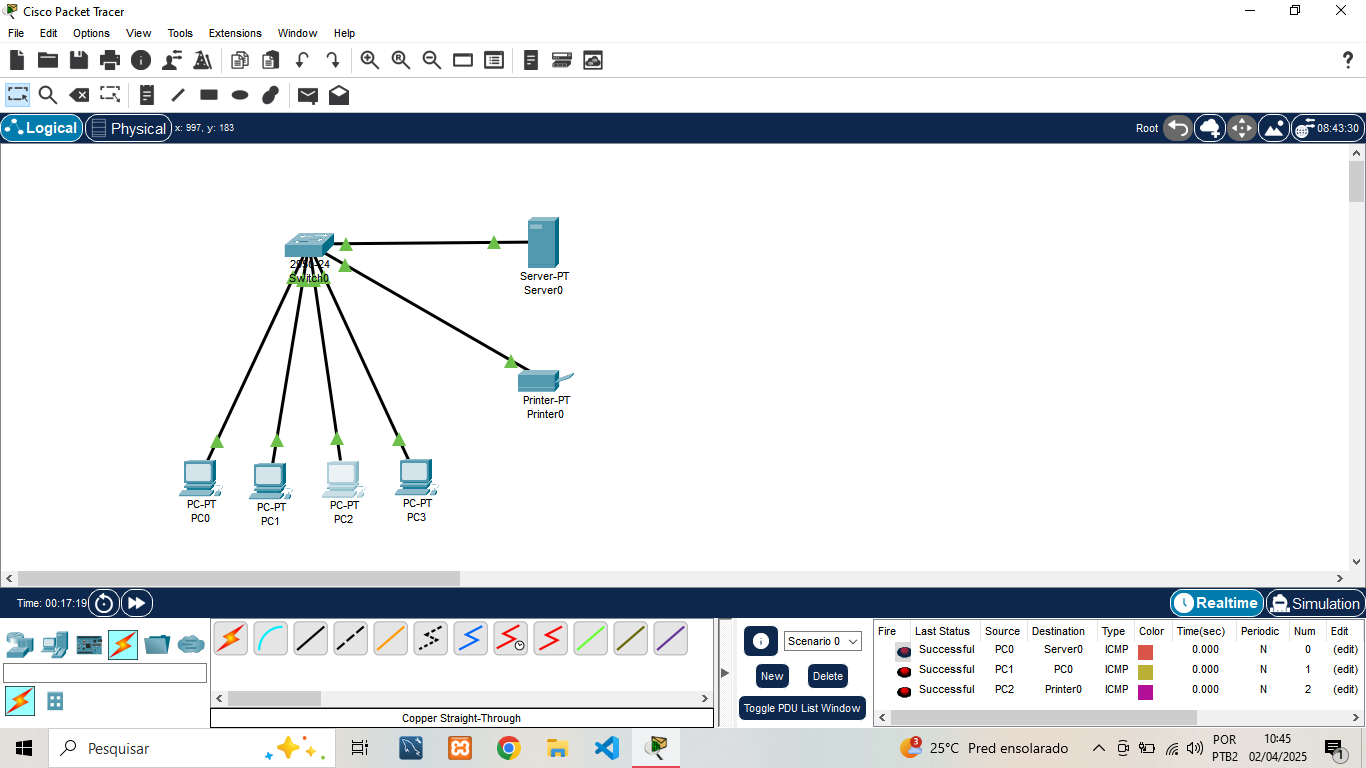 Cisco Packet Tracer
File Edit Options View Tools Extensions Window Help
Logical Physical x: 997, y: 183 Root 08:43:30
2950-24
Switch0
Server-PT
Server0
Printer-PT
Printer0
PC-PT
PC0
PC-PT
PC1
PC-PT
PC2
PC-PT
PC3
Time: 00:17:19 Realtime Simulation
Scenario 0
New Delete
Toggle PDU List Window
Copper Straight-Through
Fire Last Status Source Destination Type Color Time(sec) Periodic Num Edit
Successful PC0 Server0 ICMP 0.000 N 0 (edit)
Successful PC1 PC0 ICMP 0.000 N 1 (edit)
Successful PC2 Printer0 ICMP 0.000 N 2 (edit)
Pesquisar
3 25°C Pred ensolarado
POR
PTB2
10:45
02/04/2025
1